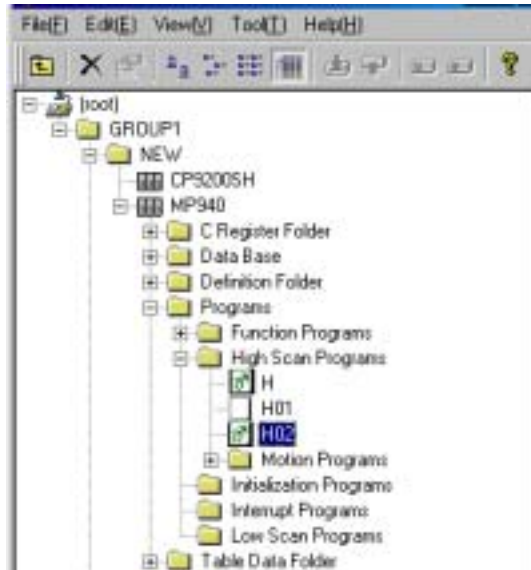 File(F) Edit(E) View(V) Tool(T) Help(H)
(root)
GROUP1
NEW
CP9200SH
MP940
C Register Folder
Data Base
Definition Folder
Programs
Function Programs
High Scan Programs
H
H01
H02
Motion Programs
Initialization Programs
Interrupt Programs
Low Scan Programs
Table Data Folder